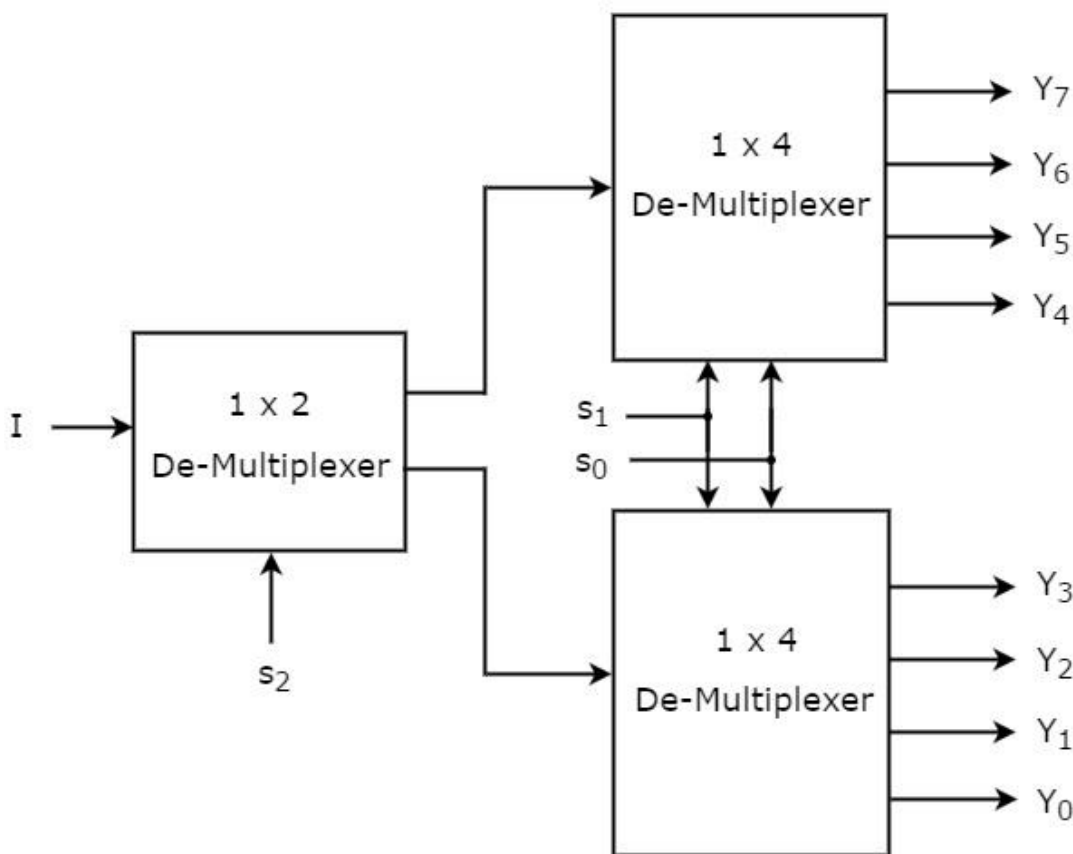 1 x 4
De-Multiplexer
Y₇
Y₆
Y₅
Y₄
1 x 2
De-Multiplexer
I
s₂
s₁
s₀
1 x 4
De-Multiplexer
Y₃
Y₂
Y₁
Y₀